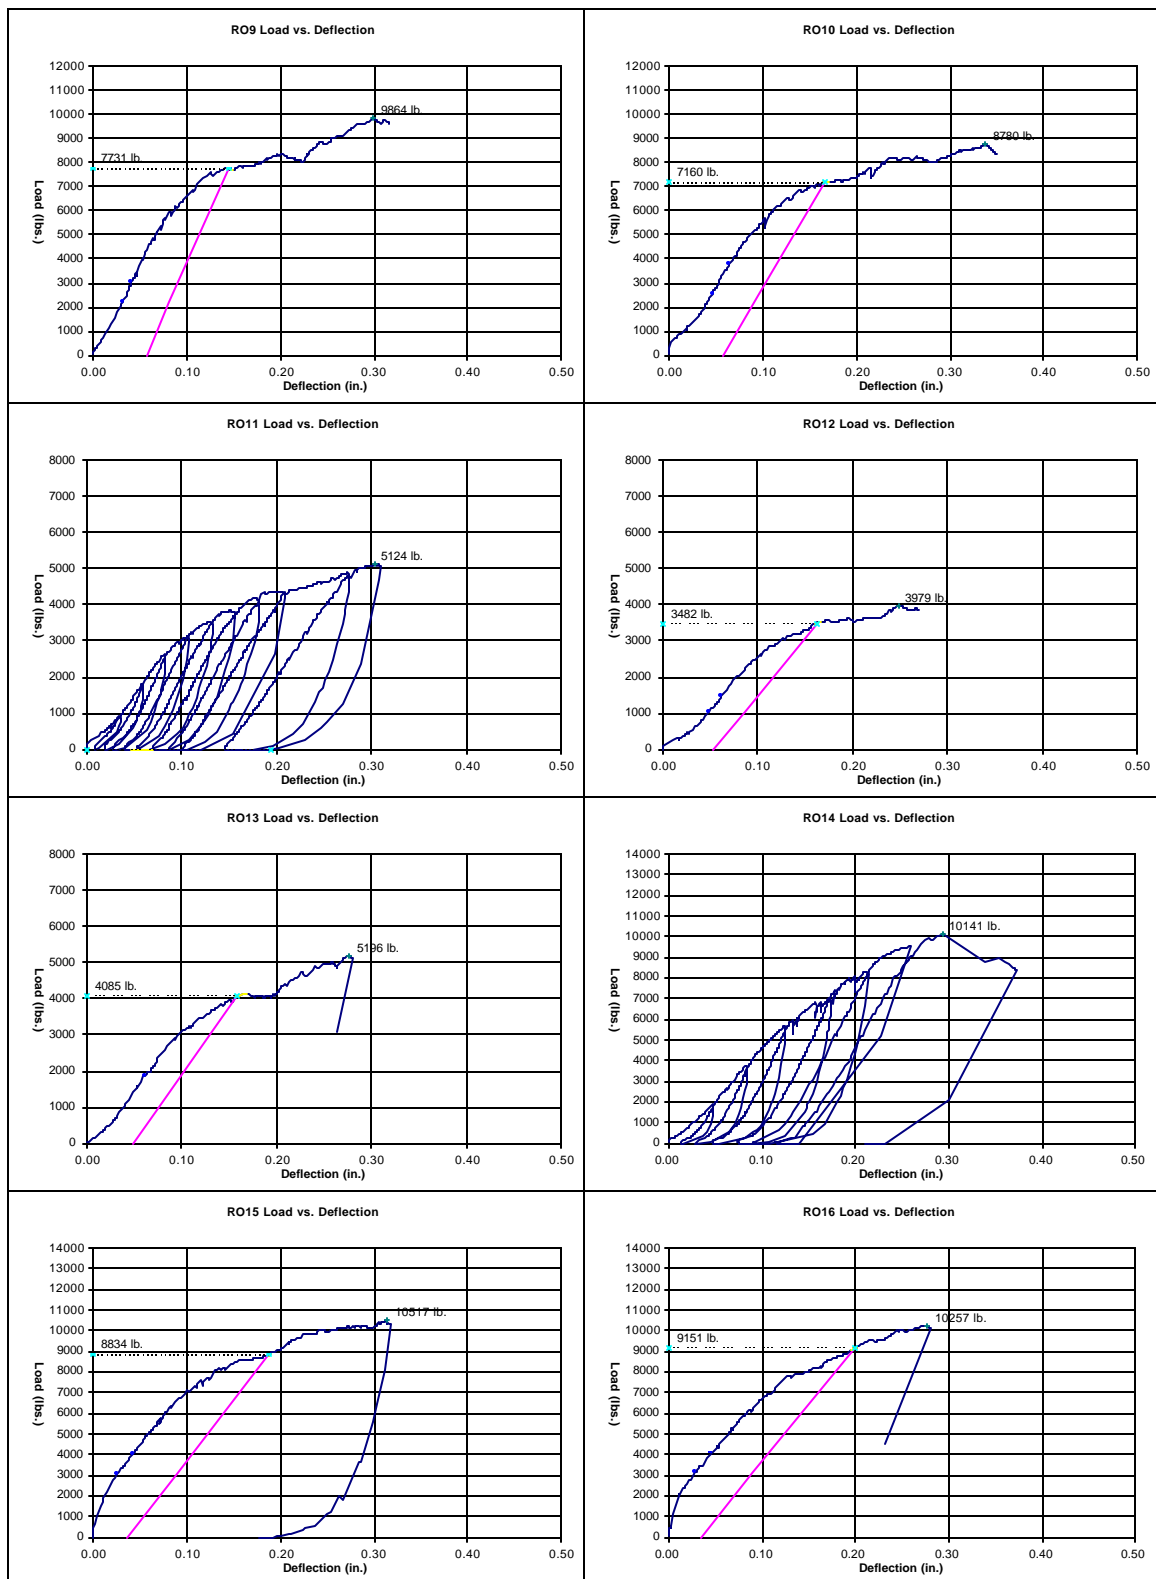 RO9 Load vs. Deflection
12000
11000
10000
9000
8000
7000
6000
5000
4000
3000
2000
1000
0
Load (lbs.)
9864 lb.
7731 lb.
0.00 0.10 0.20 0.30 0.40 0.50
Deflection (in.)
RO10 Load vs. Deflection
12000
11000
10000
9000
8000
7000
6000
5000
4000
3000
2000
1000
0
Load (lbs.)
8780 lb.
7160 lb.
0.00 0.10 0.20 0.30 0.40 0.50
Deflection (in.)
RO11 Load vs. Deflection
8000
7000
6000
5000
4000
3000
2000
1000
0
Load (lbs.)
5124 lb.
0.00 0.10 0.20 0.30 0.40 0.50
Deflection (in.)
RO12 Load vs. Deflection
8000
7000
6000
5000
4000
3000
2000
1000
0
Load (lbs.)
3979 lb.
3482 lb.
0.00 0.10 0.20 0.30 0.40 0.50
Deflection (in.)
RO13 Load vs. Deflection
8000
7000
6000
5000
4000
3000
2000
1000
0
Load (lbs.)
5196 lb.
4085 lb.
0.00 0.10 0.20 0.30 0.40 0.50
Deflection (in.)
RO14 Load vs. Deflection
14000
13000
12000
11000
10000
9000
8000
7000
6000
5000
4000
3000
2000
1000
0
Load (lbs.)
10141 lb.
0.00 0.10 0.20 0.30 0.40 0.50
Deflection (in.)
RO15 Load vs. Deflection
14000
13000
12000
11000
10000
9000
8000
7000
6000
5000
4000
3000
2000
1000
0
Load (lbs.)
10517 lb.
8834 lb.
0.00 0.10 0.20 0.30 0.40 0.50
Deflection (in.)
RO16 Load vs. Deflection
14000
13000
12000
11000
10000
9000
8000
7000
6000
5000
4000
3000
2000
1000
0
Load (lbs.)
10257 lb.
9151 lb.
0.00 0.10 0.20 0.30 0.40 0.50
Deflection (in.)